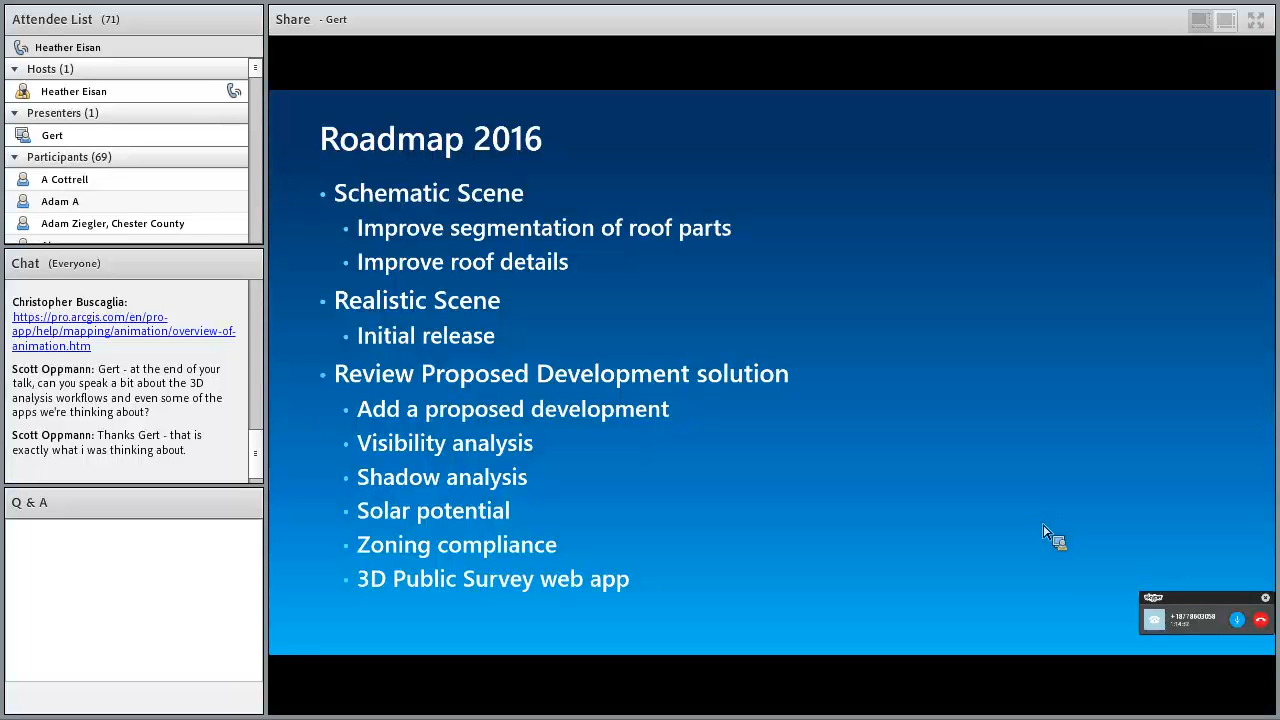 Attendee List (71)
Heather Eisan
Hosts (1)
Heather Eisan
Presenters (1)
Gert
Participants (69)
A Cottrell
Adam A
Adam Ziegler, Chester County
Chat (Everyone)
Christopher Buscaglia:
https://pro.arcgis.com/en/pro-
app/help/mapping/animation/overview-of-
animation.htm
Scott Oppmann: Gert - at the end of your
talk, can you speak a bit about the 3D
analysis workflows and even some of the
apps we're thinking about?
Scott Oppmann: Thanks Gert - that is
exactly what i was thinking about.
Q & A
Share - Gert
Roadmap 2016
• Schematic Scene
• Improve segmentation of roof parts
• Improve roof details
• Realistic Scene
• Initial release
• Review Proposed Development solution
• Add a proposed development
• Visibility analysis
• Shadow analysis
• Solar potential
• Zoning compliance
• 3D Public Survey web app
skype
+18778603058